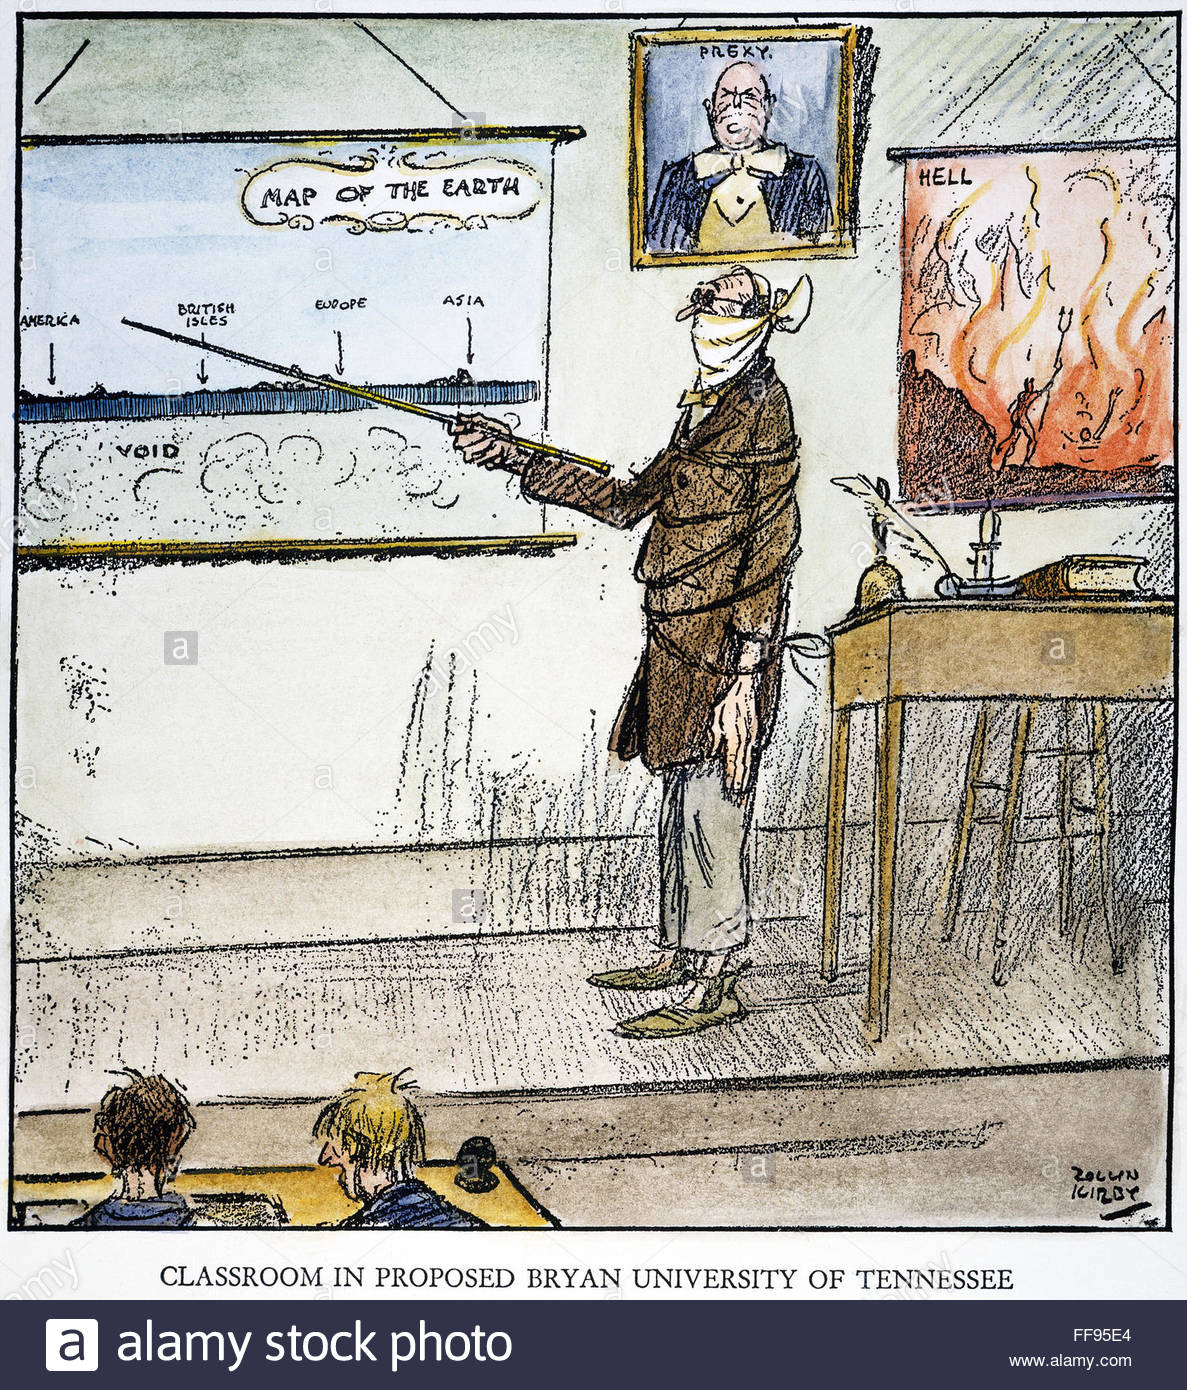 PREXY.
MAP OF THE EARTH
HELL
AMERICA
BRITISH
ISLES
EUROPE
ASIA
VOID
ROLLIN
KIRBY
CLASSROOM IN PROPOSED BRYAN UNIVERSITY OF TENNESSEE
a alamy stock photo
FF95E4
www.alamy.com